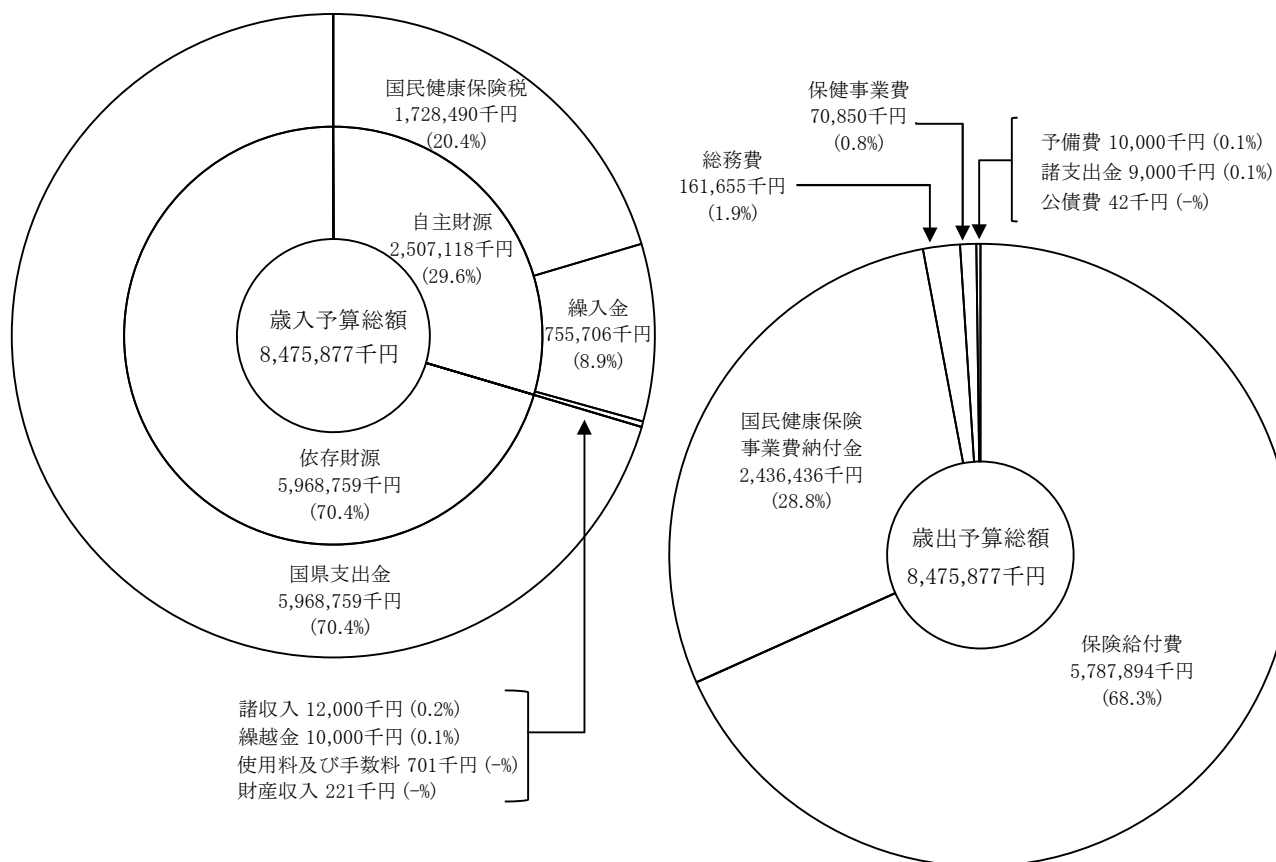 国民健康保険税
1,728,490千円
(20.4%)
自主財源
2,507,118千円
(29.6%)
繰入金
755,706千円
(8.9%)
歳入予算総額
8,475,877千円
依存財源
5,968,759千円
(70.4%)
国県支出金
5,968,759千円
(70.4%)
諸収入 12,000千円 (0.2%)
繰越金 10,000千円 (0.1%)
使用料及び手数料 701千円 (-%)
財産収入 221千円 (-%)
保健事業費
70,850千円
(0.8%)
総務費
161,655千円
(1.9%)
予備費 10,000千円 (0.1%)
諸支出金 9,000千円 (0.1%)
公債費 42千円 (-%)
国民健康保険
事業費納付金
2,436,436千円
(28.8%)
歳出予算総額
8,475,877千円
保険給付費
5,787,894千円
(68.3%)